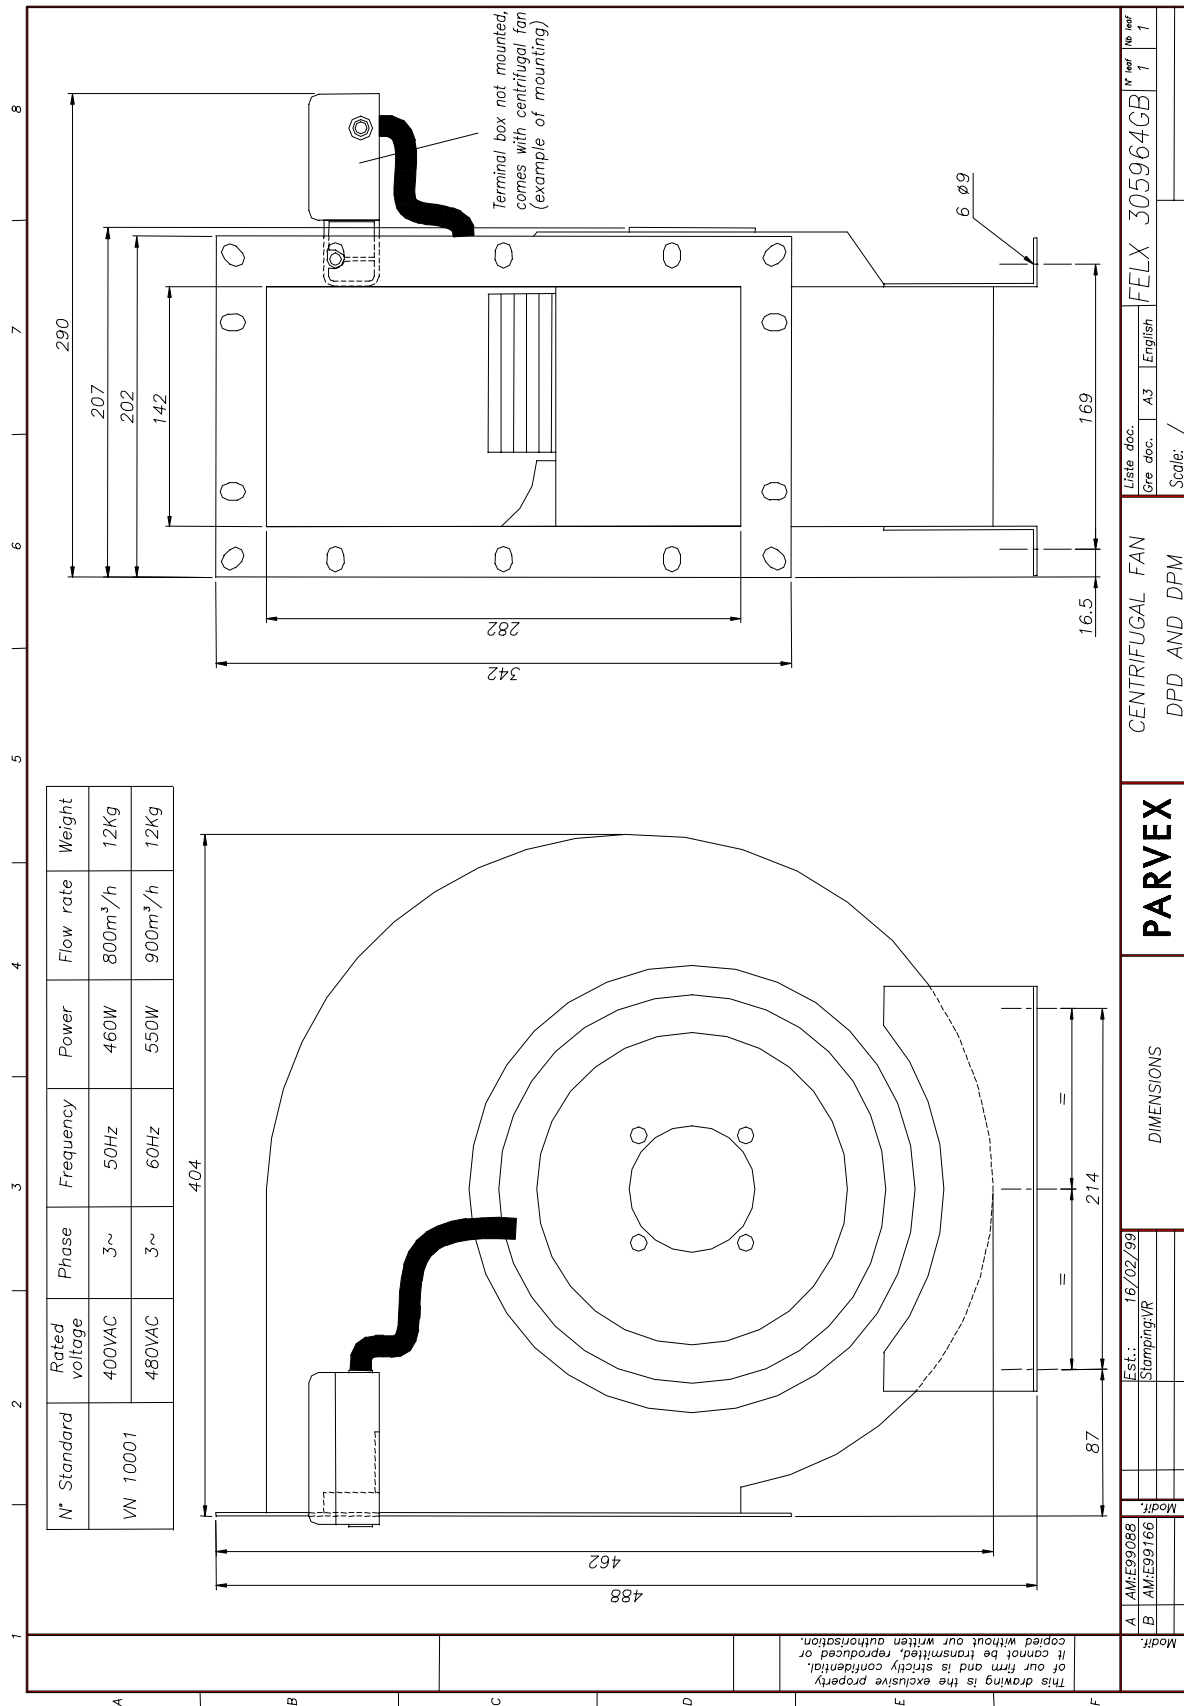 1
2
3
4
5
6
7
8
A
B
C
D
E
F
N° Standard
Rated
voltage
Phase
Frequency
Power
Flow rate
Weight
VN 10001
400VAC
3~
50Hz
460W
800m³/h
12Kg
480VAC
3~
60Hz
550W
900m³/h
12Kg
404
462
488
87
214
=
=
290
207
202
142
282
342
16.5
169
6 ø9
Terminal box not mounted,
comes with centrifugal fan
(example of mounting)
This drawing is the exclusive property
of our firm and is strictly confidential.
It cannot be transmitted, reproduced or
copied without our written authorisation.
Modif.
A AM:E99088
B AM:E99166
Modif.
Est.: 16/02/99
Stamping:VR
DIMENSIONS
PARVEX
CENTRIFUGAL FAN
DPD AND DPM
Liste doc.
Gre doc. A3 English
FELX 305964GB
N° leaf
1
Nb leaf
1
Scale: /